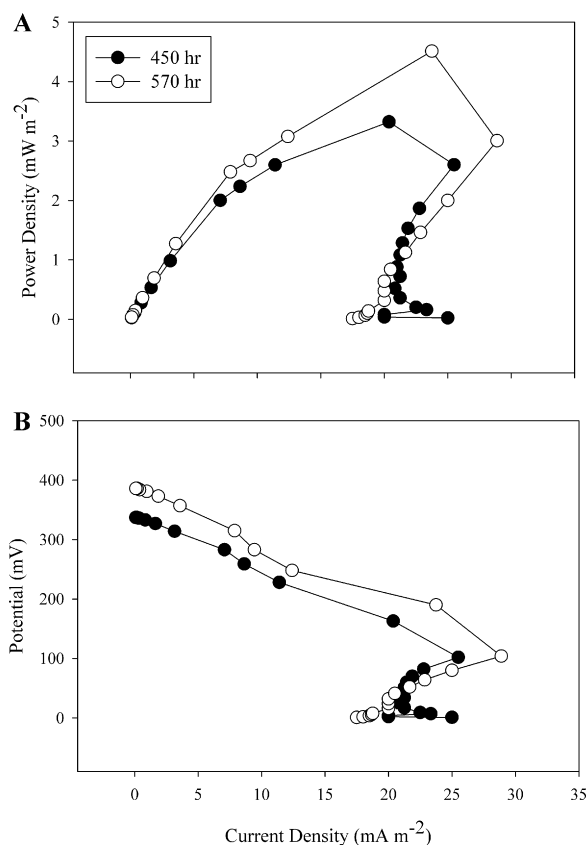 A
450 hr
570 hr
5
4
3
2
1
0
Power Density (mW m-2)
B
500
400
300
200
100
0
Potential (mV)
0 5 10 15 20 25 30 35
Current Density (mA m-2)